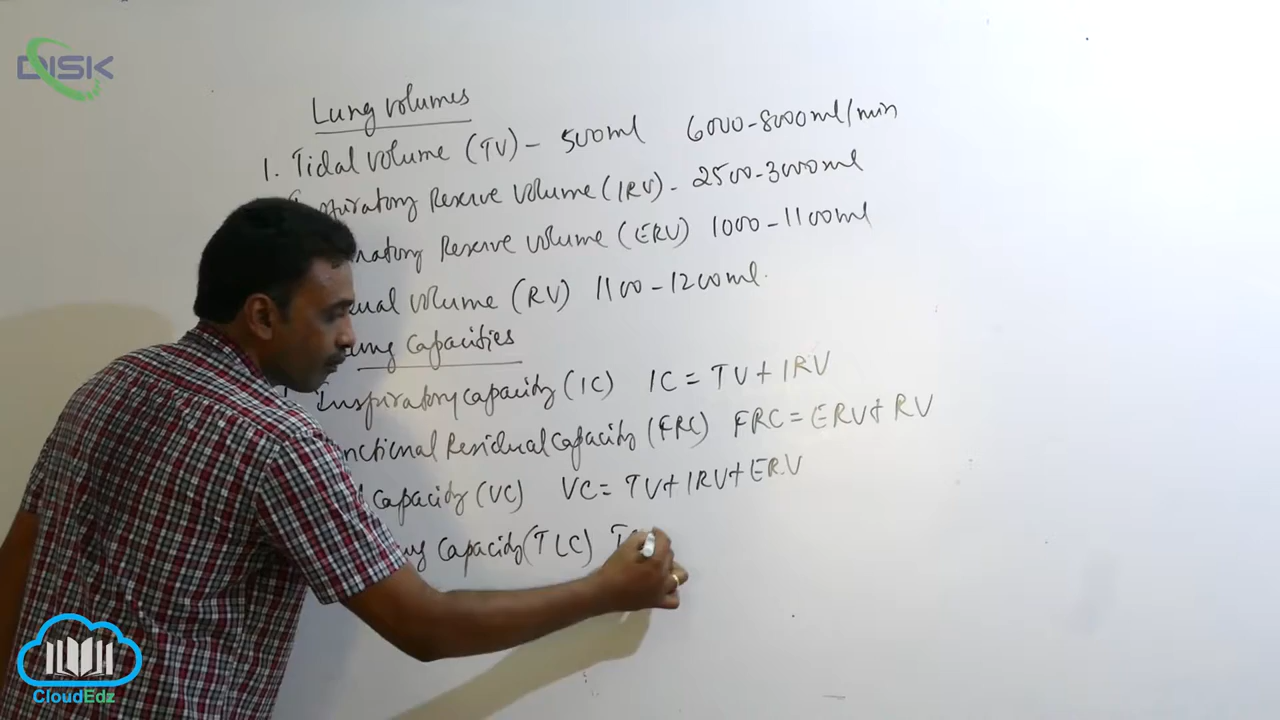 DISK
Lung volumes
1. Tidal volume (TV) - 500ml 6000-8000ml/min
Inspiratory Reserve volume (IRV) - 2500-3000ml
Reserve volume (ERV) 1000-1100ml
volume (RV) 1100-1200ml.
Capacities
Inspiratory capacity (IC) IC = TV + IRV
Residual Capacity (FRC) FRC = ERV + RV
Capacity (VC) VC = TV + IRV + ERV
Capacity (TLC)
CloudEdz